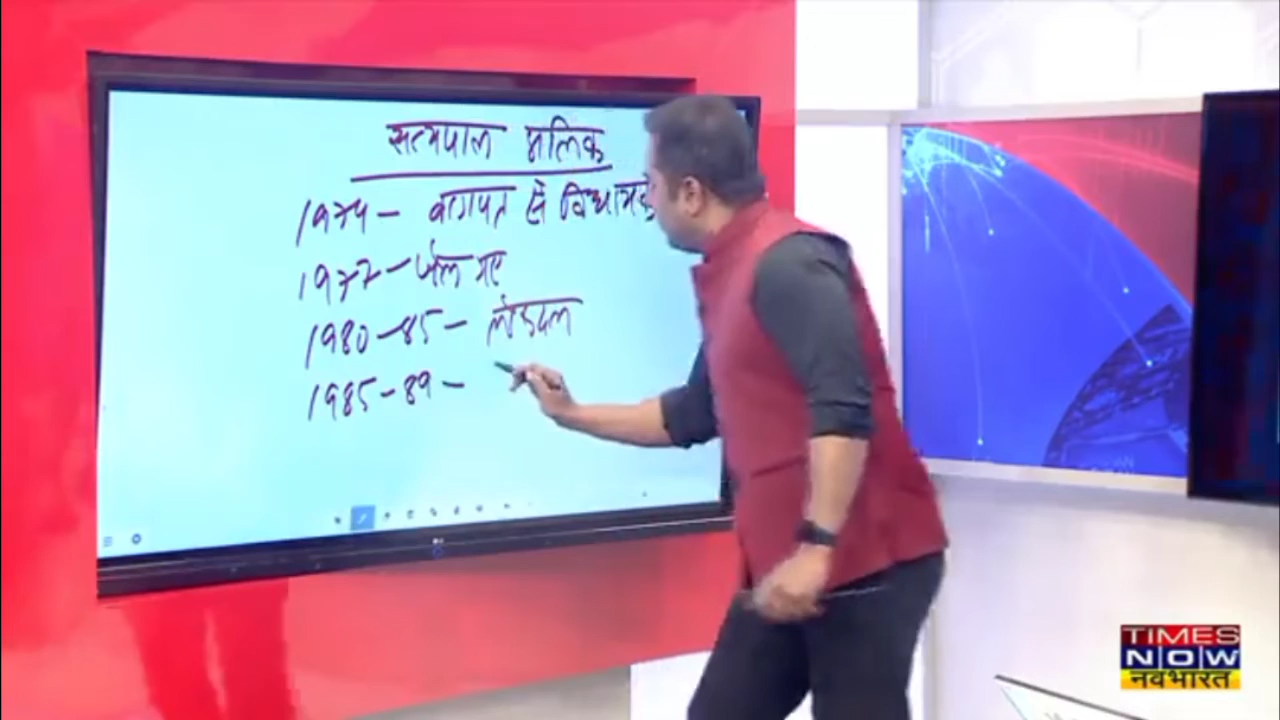 सत्यपाल मलिक
1974 - बागपत से विधायक
1977 - जेल गए
1980-85 - लोकदल
1985-89 -
TIMES
NOW
नवभारत